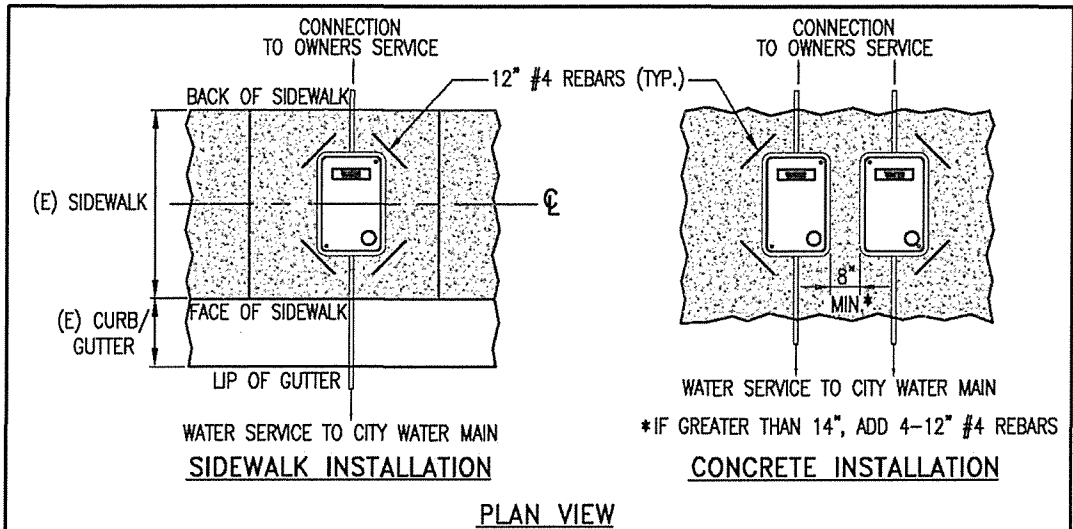 CONNECTION
TO OWNERS SERVICE
CONNECTION
TO OWNERS SERVICE
12" #4 REBARS (TYP.)
BACK OF SIDEWALK
(E) SIDEWALK
℄
8"
MIN.*
FACE OF SIDEWALK
(E) CURB/
GUTTER
LIP OF GUTTER
WATER SERVICE TO CITY WATER MAIN
WATER SERVICE TO CITY WATER MAIN
*IF GREATER THAN 14", ADD 4-12" #4 REBARS
SIDEWALK INSTALLATION
CONCRETE INSTALLATION
PLAN VIEW